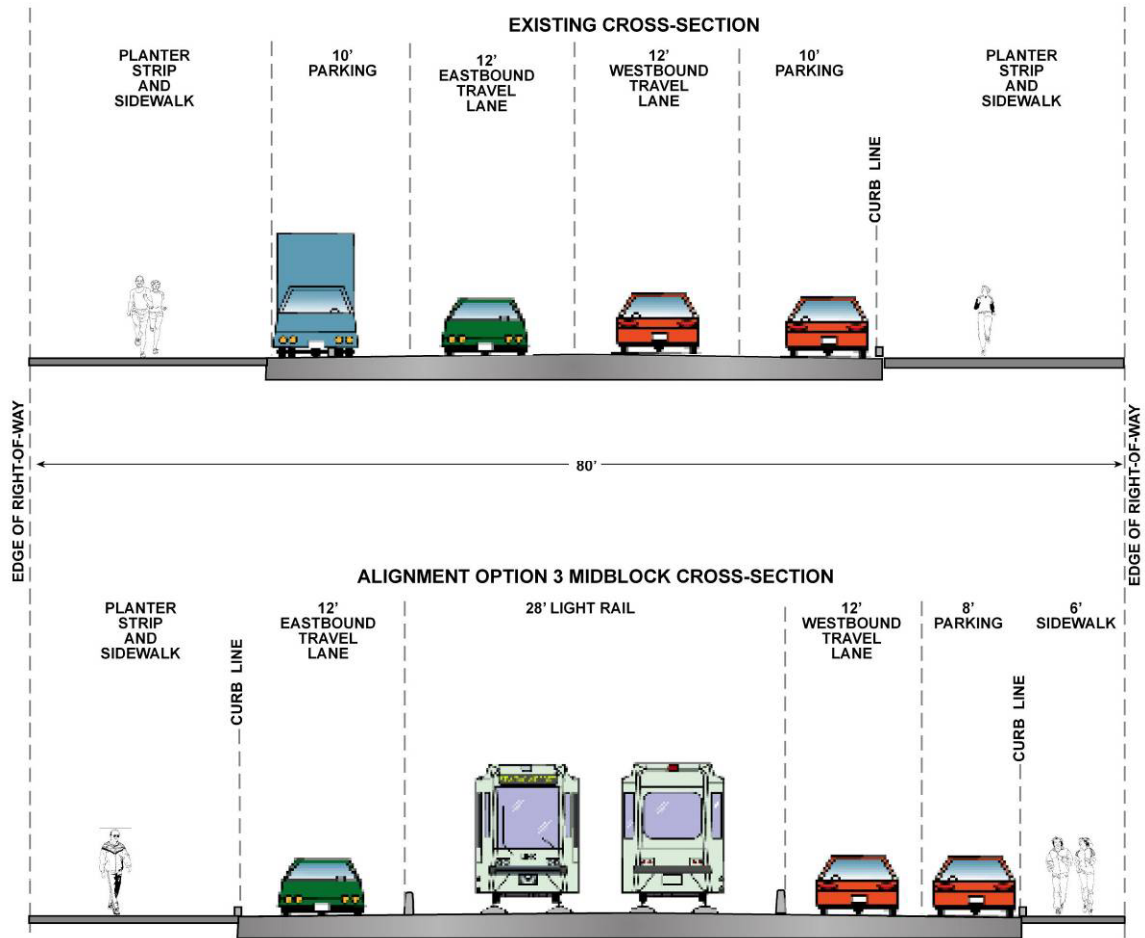 EXISTING CROSS-SECTION
PLANTER
STRIP
AND
SIDEWALK
10'
PARKING
12'
EASTBOUND
TRAVEL
LANE
12'
WESTBOUND
TRAVEL
LANE
10'
PARKING
PLANTER
STRIP
AND
SIDEWALK
CURB LINE
EDGE OF RIGHT-OF-WAY
80'
EDGE OF RIGHT-OF-WAY
ALIGNMENT OPTION 3 MIDBLOCK CROSS-SECTION
PLANTER
STRIP
AND
SIDEWALK
CURB LINE
12'
EASTBOUND
TRAVEL
LANE
28' LIGHT RAIL
12'
WESTBOUND
TRAVEL
LANE
8'
PARKING
CURB LINE
6'
SIDEWALK